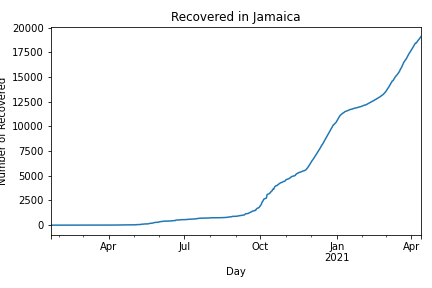 Recovered in Jamaica
20000
17500
15000
12500
10000
7500
5000
2500
0
Number of Recovered
Apr
Jul
Oct
Jan
2021
Apr
Day